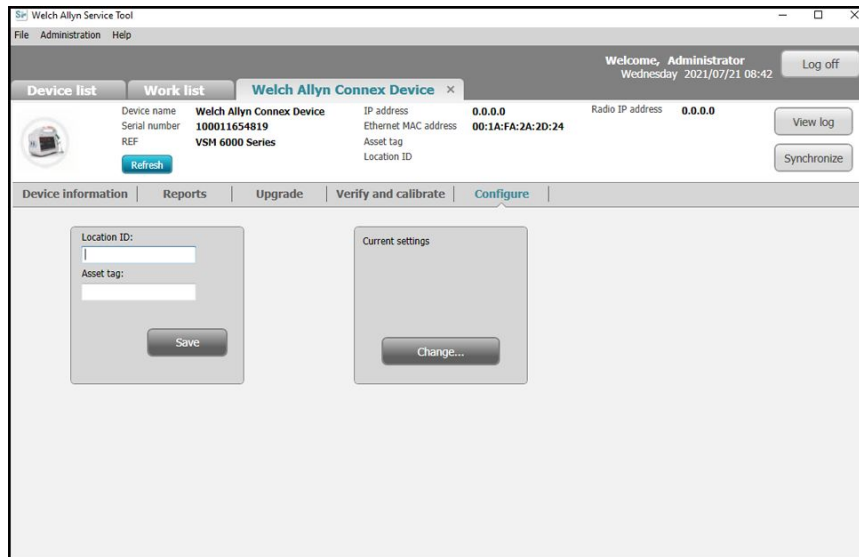 Welch Allyn Service Tool
File Administration Help
Welcome, Administrator
Wednesday 2021/07/21 08:42
Log off
Device list Work list Welch Allyn Connex Device ×
Device name Welch Allyn Connex Device IP address 0.0.0.0 Radio IP address 0.0.0.0
Serial number 100011654819 Ethernet MAC address 00:1A:FA:2A:2D:24
REF VSM 6000 Series Asset tag
Location ID
Refresh
View log
Synchronize
Device information Reports Upgrade Verify and calibrate Configure
Location ID:
Asset tag:
Save
Current settings
Change...